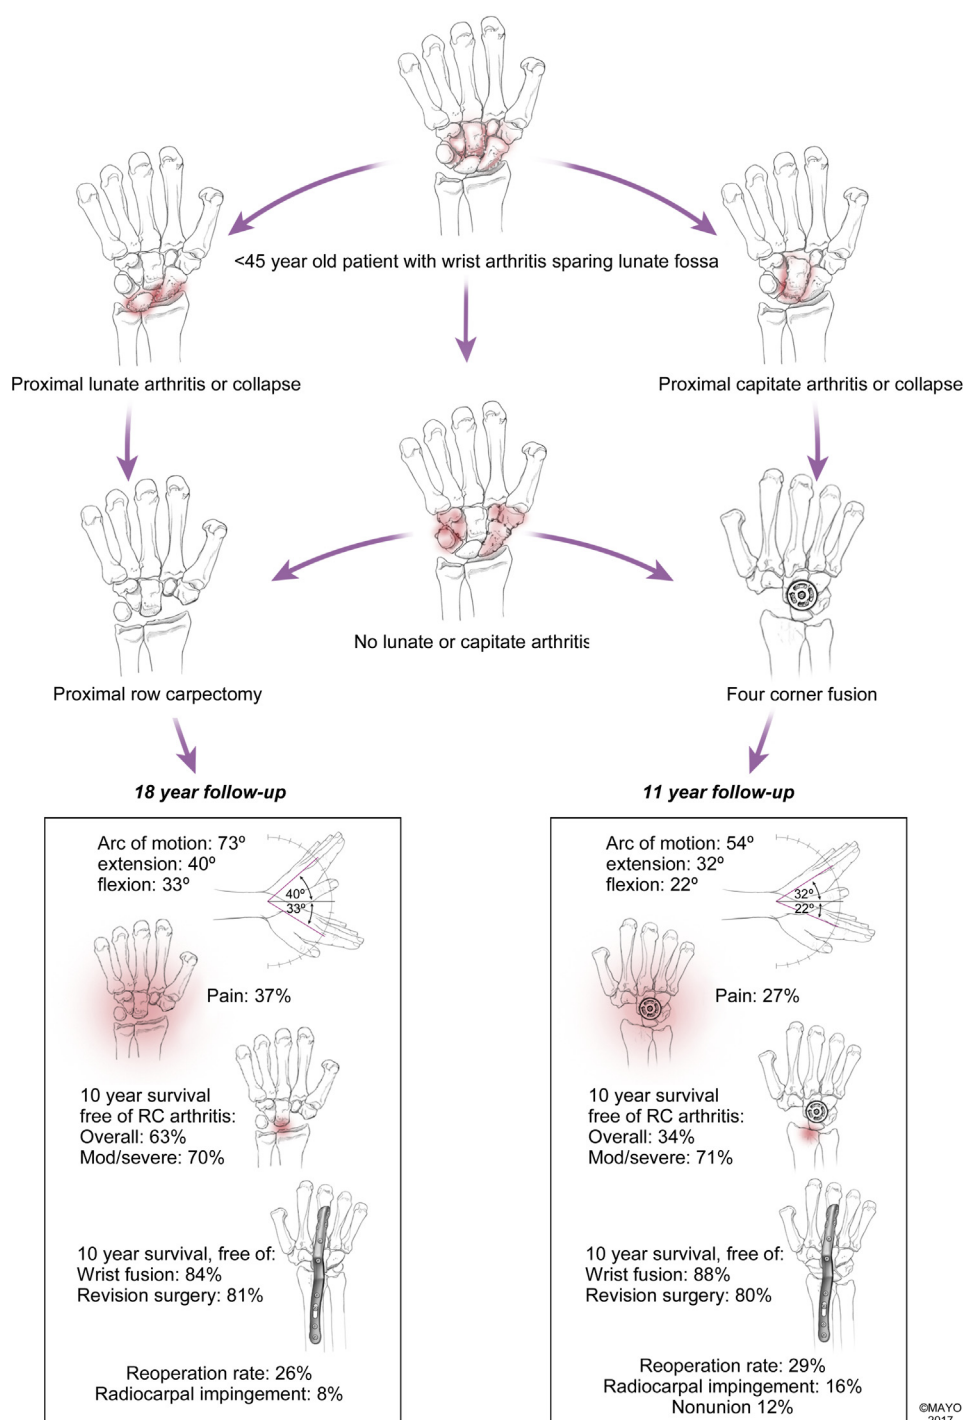 <45 year old patient with wrist arthritis sparing lunate fossa
Proximal lunate arthritis or collapse
Proximal capitate arthritis or collapse
No lunate or capitate arthritis
Proximal row carpectomy
Four corner fusion
18 year follow-up
Arc of motion: 73º
extension: 40º
flexion: 33º
40º
33º
Pain: 37%
10 year survival
free of RC arthritis:
Overall: 63%
Mod/severe: 70%
10 year survival, free of:
Wrist fusion: 84%
Revision surgery: 81%
Reoperation rate: 26%
Radiocarpal impingement: 8%
11 year follow-up
Arc of motion: 54º
extension: 32º
flexion: 22º
32º
22º
Pain: 27%
10 year survival
free of RC arthritis:
Overall: 34%
Mod/severe: 71%
10 year survival, free of:
Wrist fusion: 88%
Revision surgery: 80%
Reoperation rate: 29%
Radiocarpal impingement: 16%
Nonunion 12%
©MAYO
2017